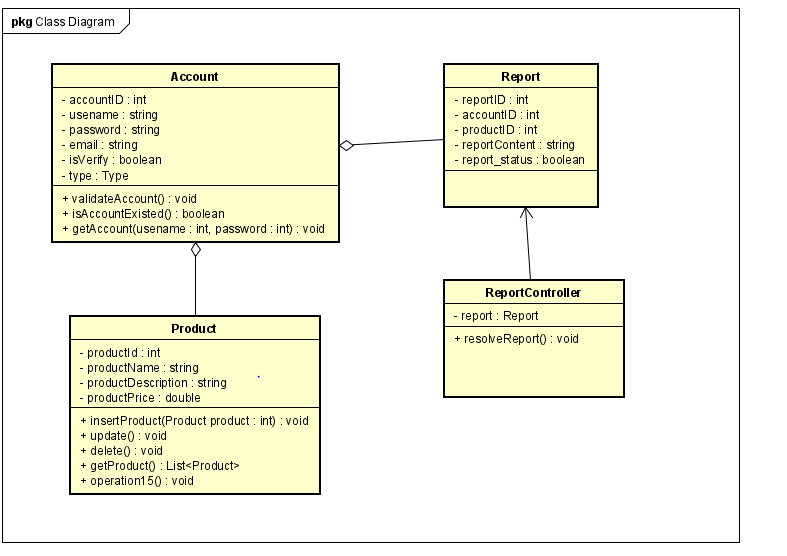 pkg Class Diagram
Account
- accountID : int
- usename : string
- password : string
- email : string
- isVerify : boolean
- type : Type
+ validateAccount() : void
+ isAccountExisted() : boolean
+ getAccount(usename : int, password : int) : void
Report
- reportID : int
- accountID : int
- productID : int
- reportContent : string
- report_status : boolean
Product
- productId : int
- productName : string
- productDescription : string
- productPrice : double
+ insertProduct(Product product : int) : void
+ update() : void
+ delete() : void
+ getProduct() : List<Product>
+ operation15() : void
ReportController
- report : Report
+ resolveReport() : void